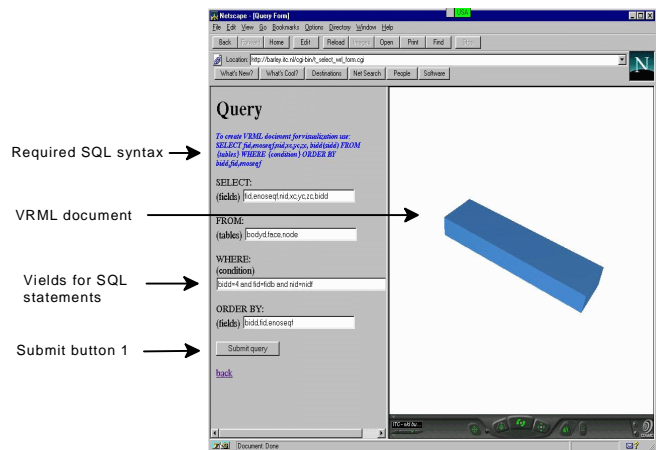 Netscape - [Query Form]
USA
File Edit View Go Bookmarks Options Directory Window Help
Back Forward Home Edit Reload Images Open Print Find Stop
Location: http://barley.itc.nl/cgi-bin/t_select_wrl_form.cgi
N
What's New? What's Cool? Destinations Net Search People Software
Query
Required SQL syntax
To create VRML document for visualization use:
SELECT fid,enoseqf,nid,xc,yc,zc, bidd(sidd) FROM
{tables} WHERE {condition} ORDER BY
bidd,fid,enoseqf
SELECT:
(fields) fid,enoseqf,nid,xc,yc,zc,bidd
VRML document
FROM:
(tables) bodyd,face,node
WHERE:
(condition)
Vields for SQL
statements
bidd=4 and fid=fidb and nid=nidf
ORDER BY:
(fields) bidd,fid,enoseqf
Submit button 1
Submit query
back
Document: Done